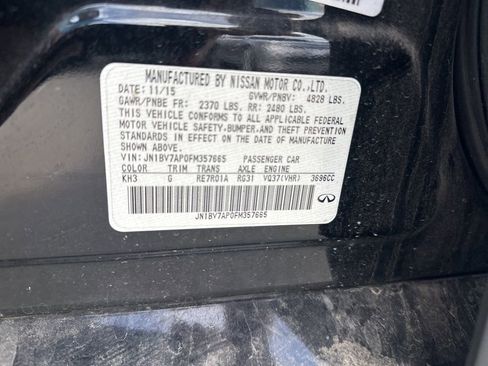 MANUFACTURED BY NISSAN MOTOR CO.,LTD.
DATE: 11/15 GVWR/PNBV: 4828 LBS.
GAWR/PNBE FR: 2370 LBS. RR: 2480 LBS.
THIS VEHICLE CONFORMS TO ALL APPLICABLE FEDERAL
MOTOR VEHICLE SAFETY,BUMPER,AND THEFT PREVENTION
STANDARDS IN EFFECT ON THE DATE OF MANUFACTURE
SHOWN ABOVE.
VIN: JN1BV7AP0FM357665 PASSENGER CAR
COLOR TRIM TRANS AXLE ENGINE
KH3 G RE7R01A RG31 VQ37(VHR) 3696CC
JN1BV7AP0FM357665